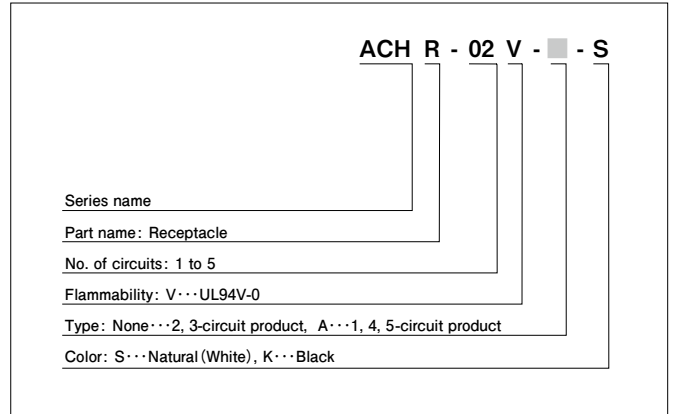 ACH R - 02 V - - S
Series name
Part name: Receptacle
No. of circuits: 1 to 5
Flammability: V···UL94V-0
Type: None···2, 3-circuit product, A···1, 4, 5-circuit product
Color: S···Natural (White), K···Black